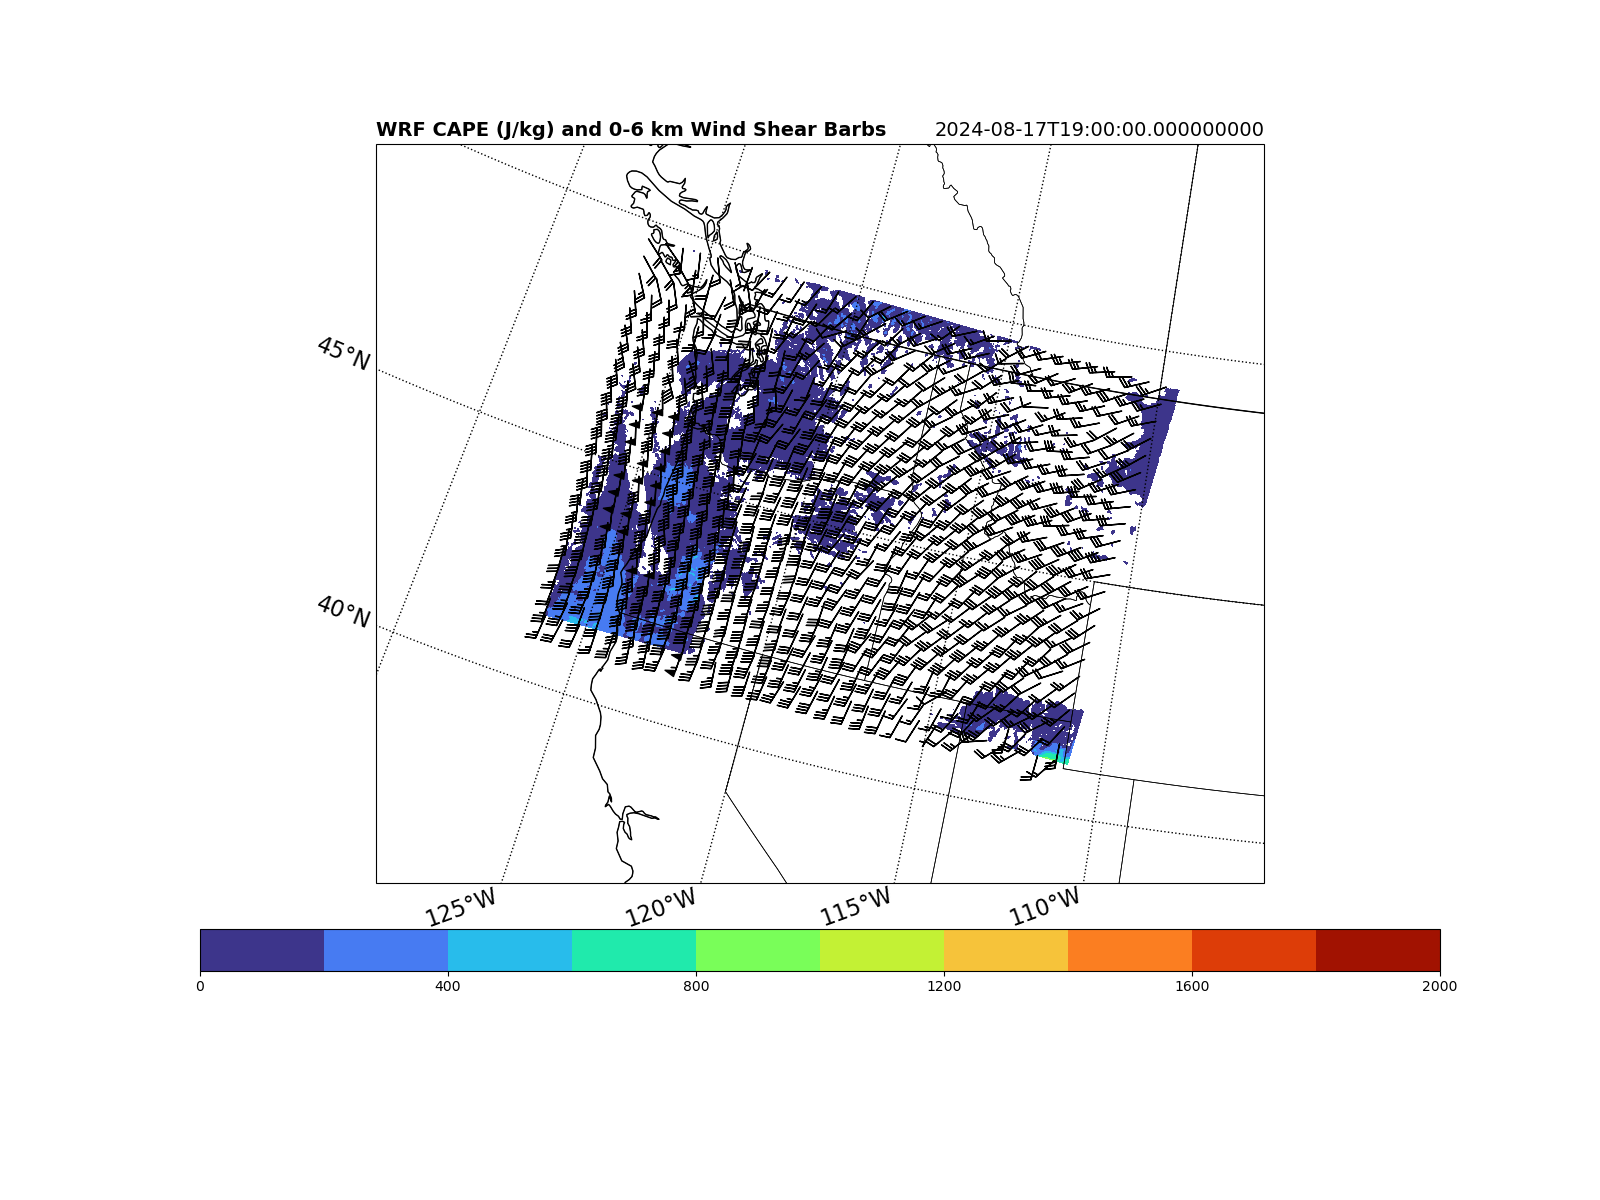 WRF CAPE (J/kg) and 0-6 km Wind Shear Barbs 2024-08-17T19:00:00.000000000
45°N
40°N
125°W 120°W 115°W 110°W
0 400 800 1200 1600 2000